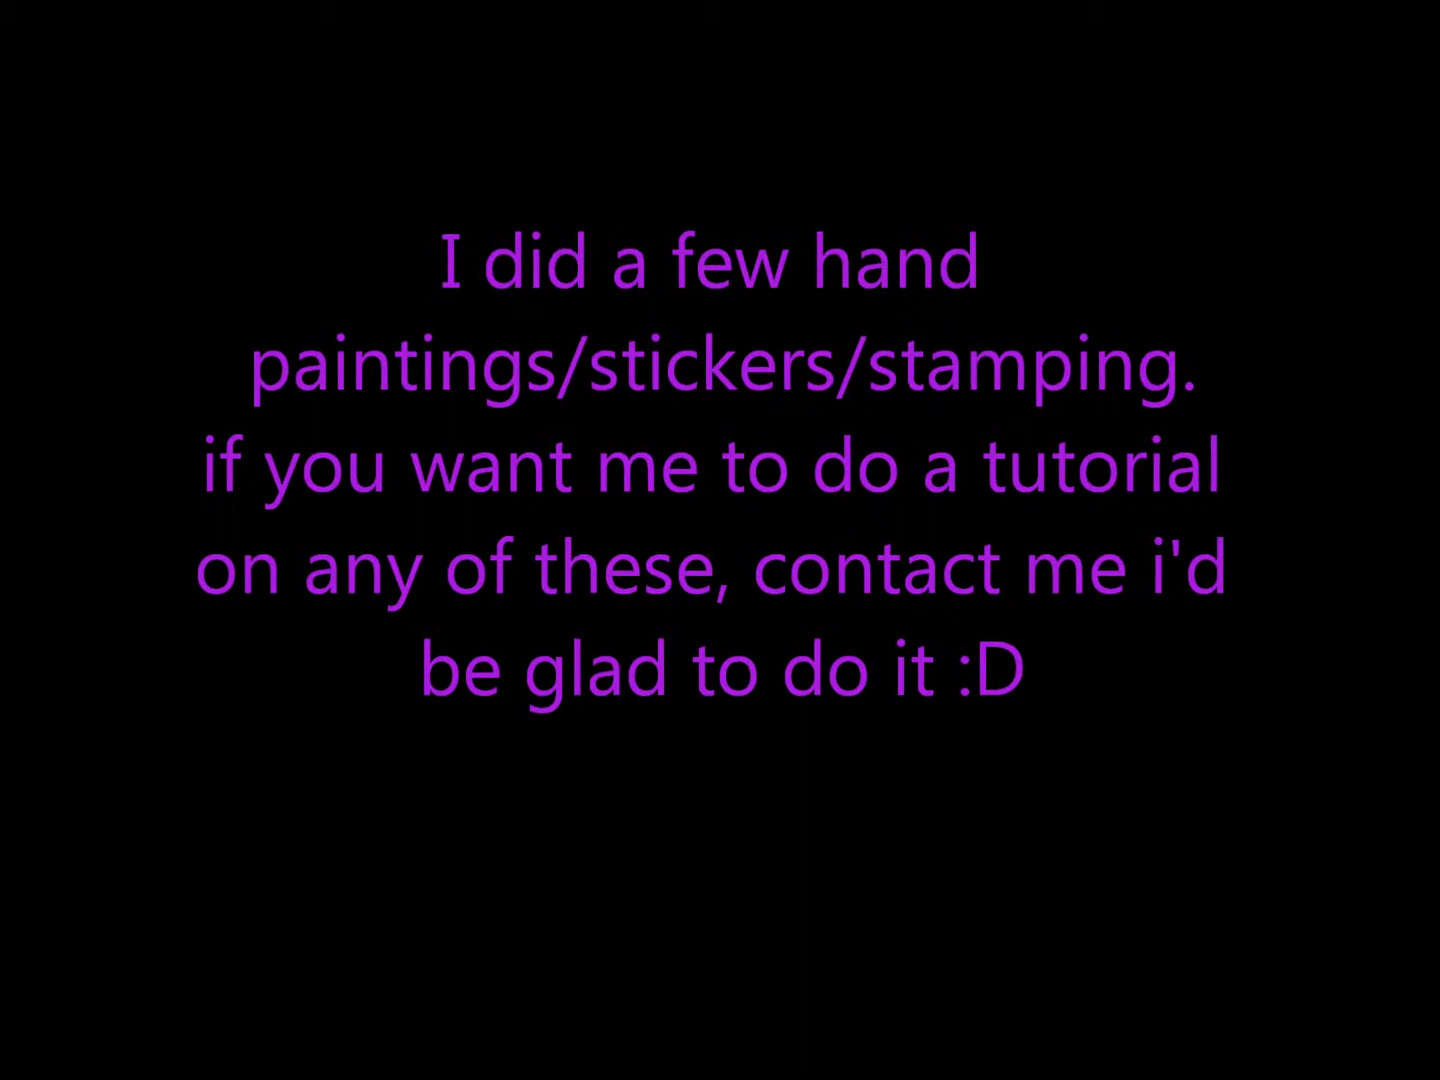 I did a few hand
paintings/stickers/stamping.
if you want me to do a tutorial
on any of these, contact me i'd
be glad to do it :D